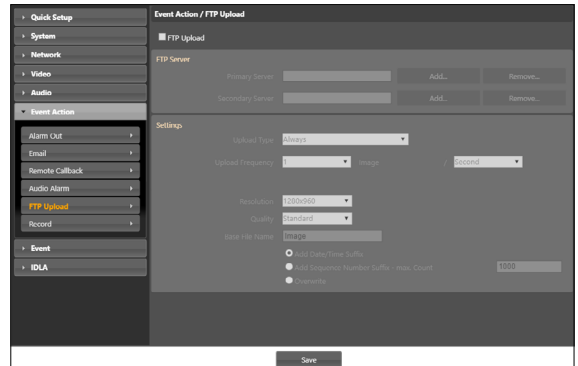 Quick Setup
System
Network
Video
Audio
Event Action
Alarm Out
Email
Remote Callback
Audio Alarm
FTP Upload
Record
Event
IDLA
Event Action / FTP Upload
FTP Upload
FTP Server
Primary Server Add... Remove...
Secondary Server Add... Remove...
Settings
Upload Type Always
Upload Frequency 1 Image / Second
Resolution 1280x960
Quality Standard
Base File Name Image
Add Date/Time Suffix
Add Sequence Number Suffix - max. Count 1000
Overwrite
Save